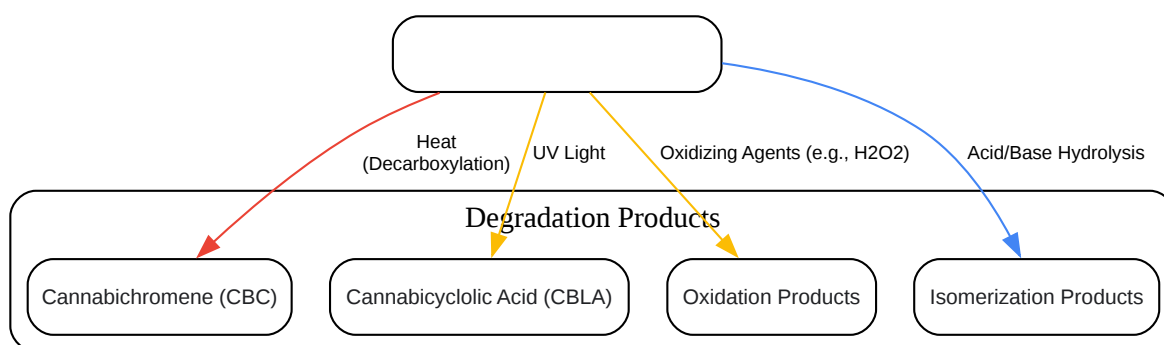 Heat
(Decarboxylation)
UV Light
Oxidizing Agents (e.g., H2O2)
Acid/Base Hydrolysis
Degradation Products
Cannabichromene (CBC)
Cannabicyclolic Acid (CBLA)
Oxidation Products
Isomerization Products